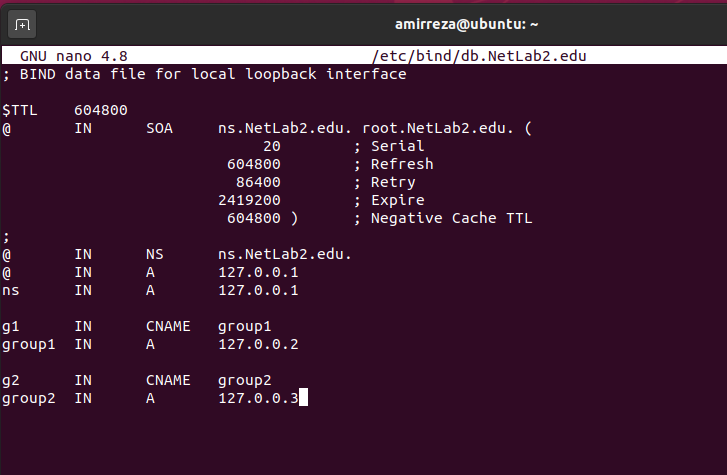 amirreza@ubuntu: ~
GNU nano 4.8 /etc/bind/db.NetLab2.edu
; BIND data file for local loopback interface
$TTL 604800
@ IN SOA ns.NetLab2.edu. root.NetLab2.edu. (
20 ; Serial
604800 ; Refresh
86400 ; Retry
2419200 ; Expire
604800 ) ; Negative Cache TTL
;
@ IN NS ns.NetLab2.edu.
@ IN A 127.0.0.1
ns IN A 127.0.0.1
g1 IN CNAME group1
group1 IN A 127.0.0.2
g2 IN CNAME group2
group2 IN A 127.0.0.3